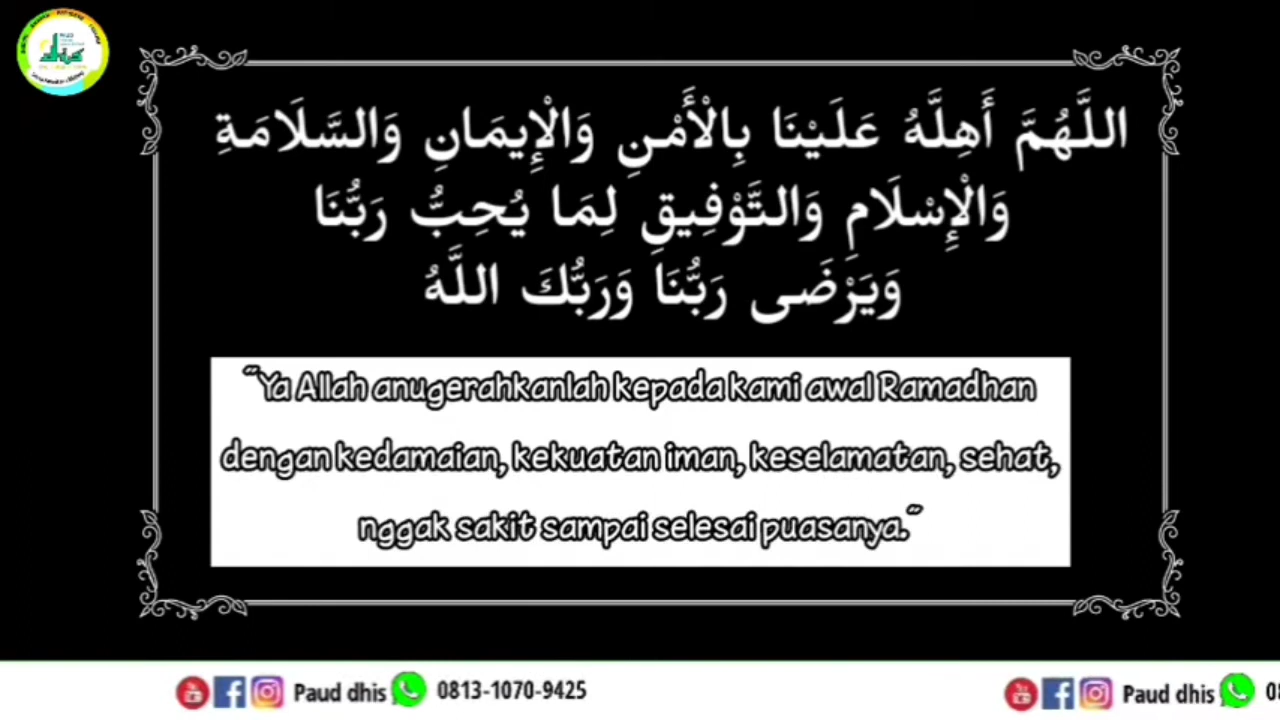 اللَّهُمَّ أَهِلَّهُ عَلَيْنَا بِالْأَمْنِ وَالْإِيمَانِ وَالسَّلَامَةِ
وَالْإِسْلَامِ وَالتَّوْفِيقِ لِمَا يُحِبُّ رَبُّنَا
وَيَرْضَى رَبُّنَا وَرَبُّكَ اللَّهُ
"Ya Allah anugerahkanlah kepada kami awal Ramadhan
dengan kedamaian, kekuatan iman, keselamatan, sehat,
nggak sakit sampai selesai puasanya."
Paud dhis 0813-1070-9425 Paud dhis 08